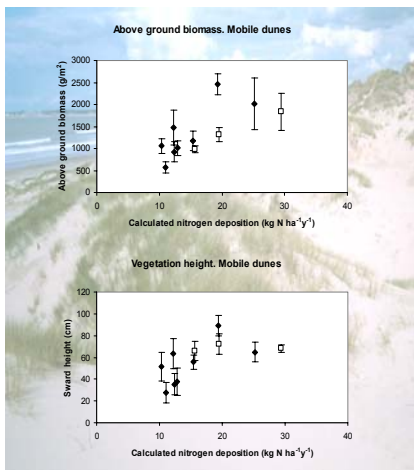 Above ground biomass. Mobile dunes
Above ground biomass (g/m²)
3000
2500
2000
1500
1000
500
0
0 10 20 30 40
Calculated nitrogen deposition (kg N ha⁻¹y⁻¹)
Vegetation height. Mobile dunes
Sward height (cm)
120
100
80
60
40
20
0
0 10 20 30 40
Calculated nitrogen deposition (kg N ha⁻¹y⁻¹)